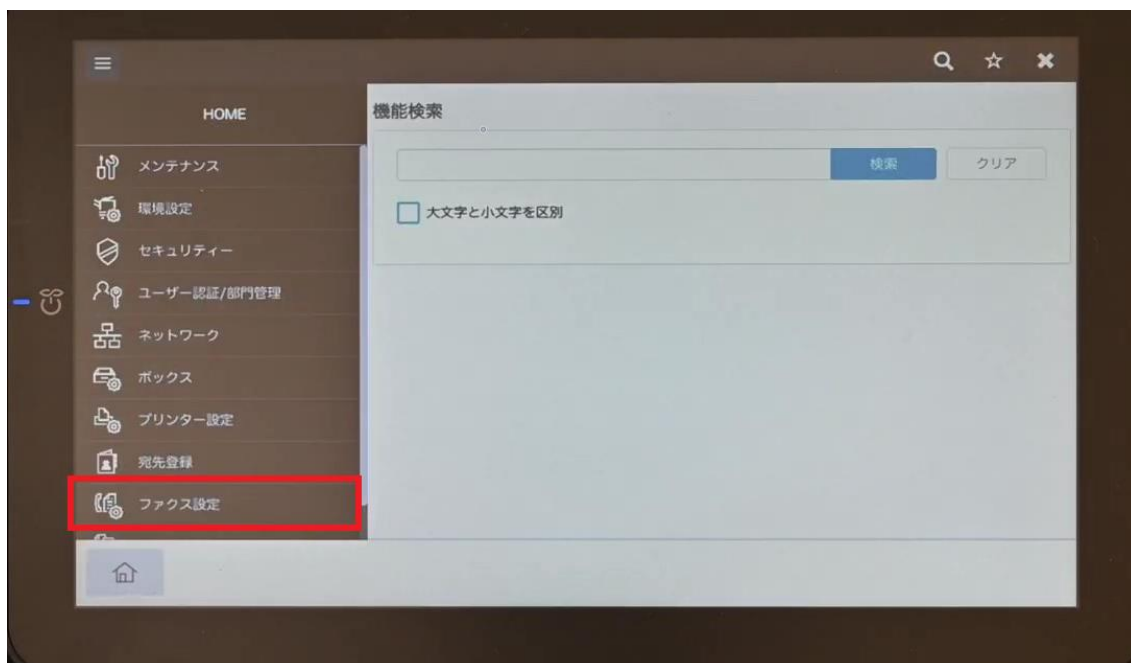 HOME
メンテナンス
環境設定
セキュリティー
ユーザー認証/部門管理
ネットワーク
ボックス
プリンター設定
宛先登録
ファクス設定
機能検索
検索
クリア
大文字と小文字を区別